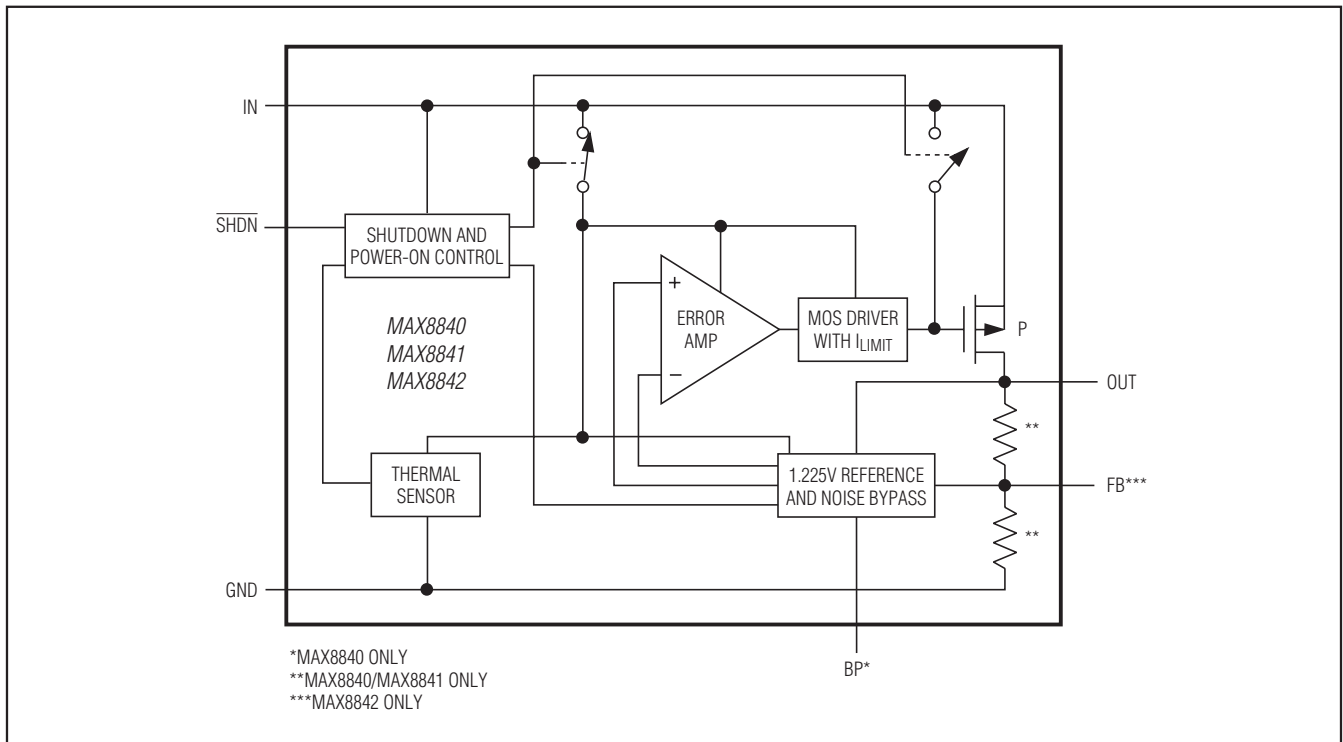 IN
SHDN
SHUTDOWN AND
POWER-ON CONTROL
MAX8840
MAX8841
MAX8842
+
ERROR
AMP
−
MOS DRIVER
WITH ILIMIT
P
OUT
**
THERMAL
SENSOR
1.225V REFERENCE
AND NOISE BYPASS
FB***
**
GND
BP*
*MAX8840 ONLY
**MAX8840/MAX8841 ONLY
***MAX8842 ONLY